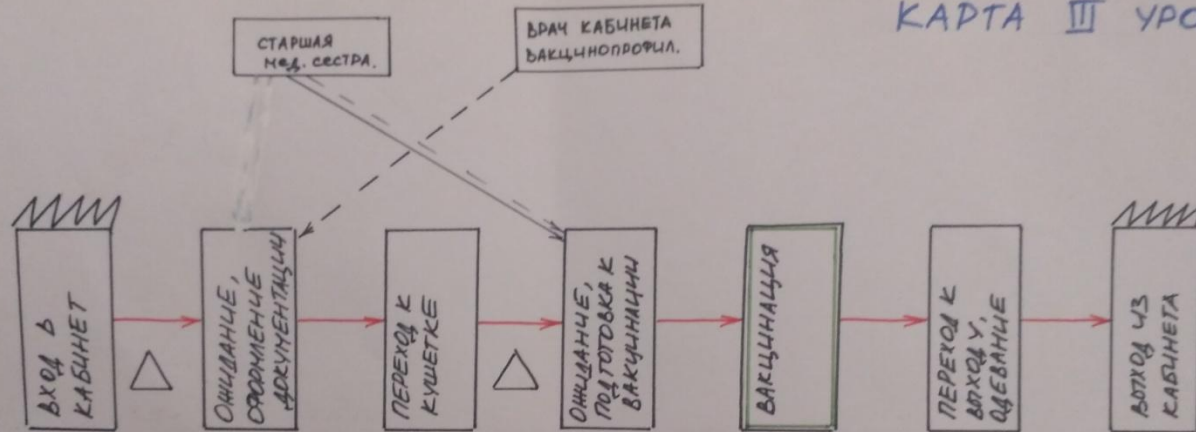 КАРТА III УРО
СТАРШАЯ
МЕД. СЕСТРА.
ВРАЧ КАБИНЕТА
ВАКЦИНОПРОФИЛ.
ВХОД В
КАБИНЕТ
ОЖИДАНИЕ,
ОФОРМЛЕНИЕ
ДОКУМЕНТАЦИИ
ПЕРЕХОД К
КУШЕТКЕ
ОЖИДАНИЕ,
ПОДГОТОВКА К
ВАКЦИНАЦИИ
ВАКЦИНАЦИЯ
ПЕРЕХОД К
ВЫХОДУ,
ОДЕВАНИЕ
ВЫХОД ИЗ
КАБИНЕТА